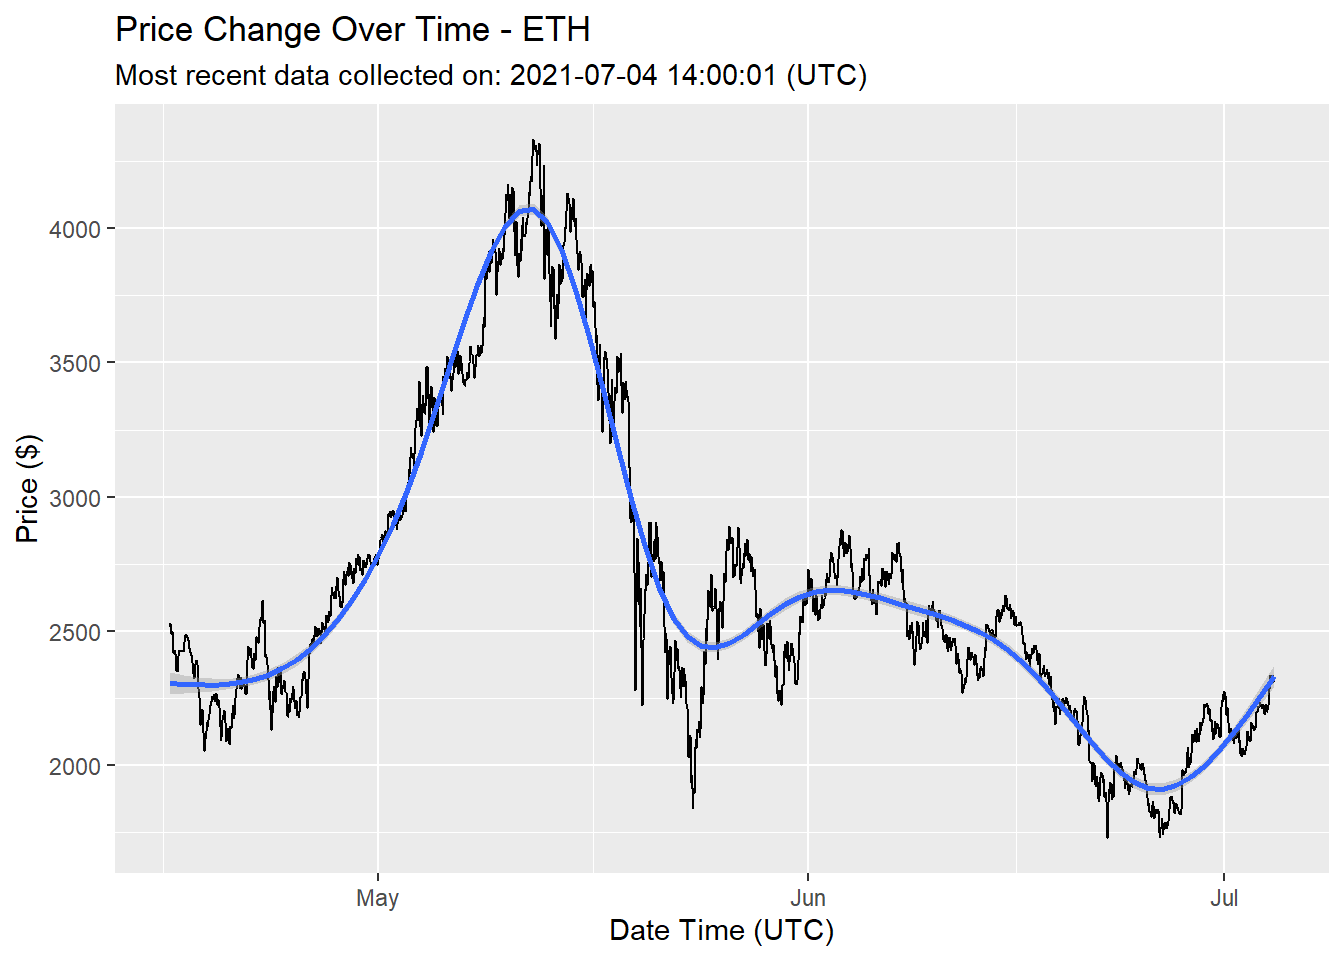 Price Change Over Time - ETH
Most recent data collected on: 2021-07-04 14:00:01 (UTC)
Price ($)
4000
3500
3000
2500
2000
May Jun Jul
Date Time (UTC)